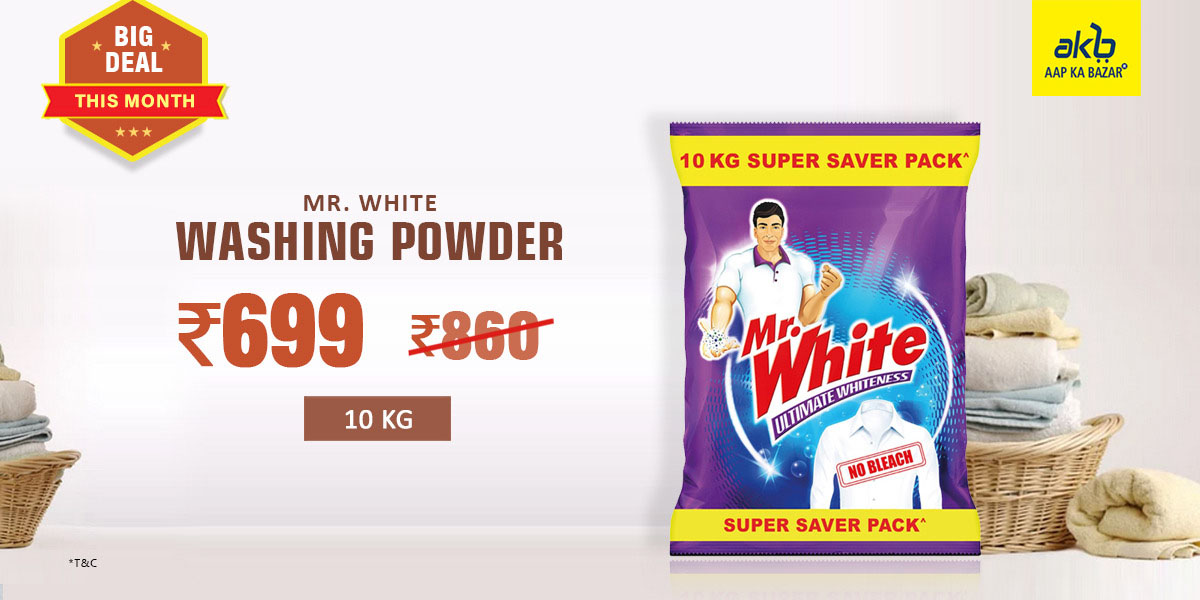 BIG
DEAL
THIS MONTH
akb
AAP KA BAZAR
MR. WHITE
WASHING POWDER
₹699 ₹860
10 KG
10 KG SUPER SAVER PACK^
Mr.
White
ULTIMATE WHITENESS
NO BLEACH
SUPER SAVER PACK^
*T&C